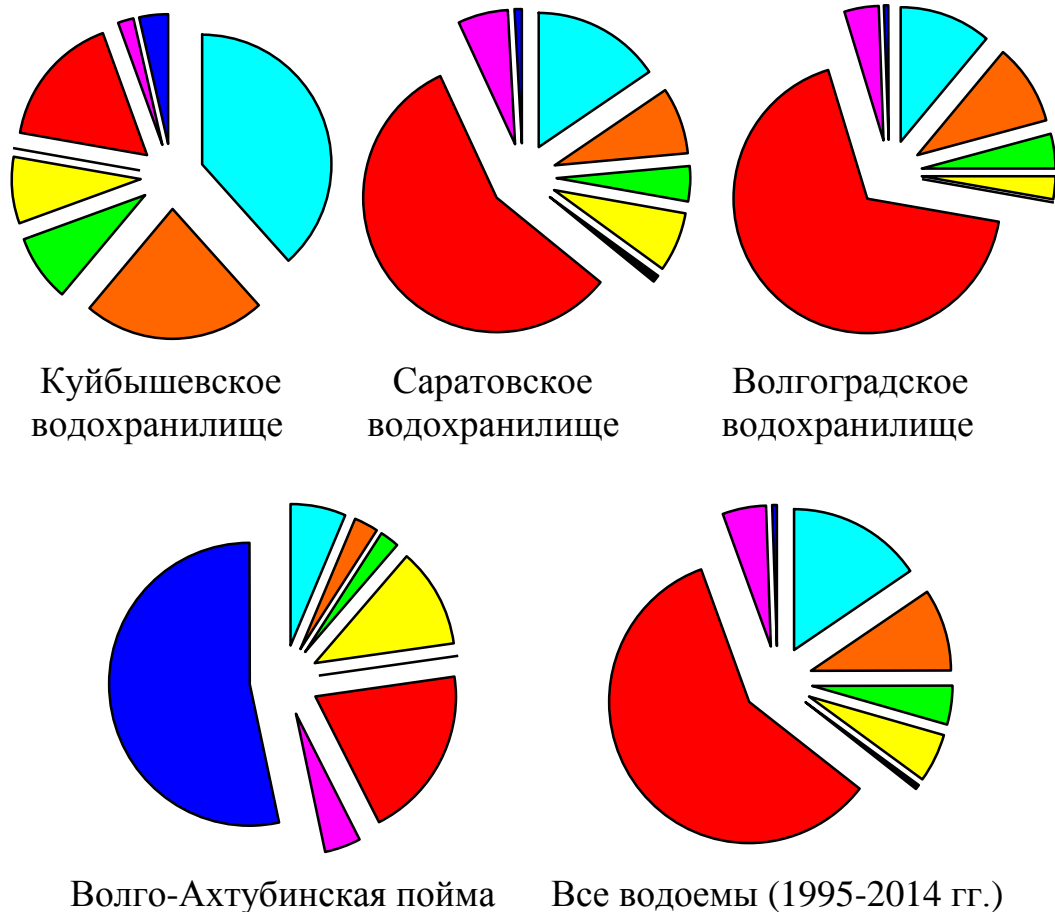 Куйбышевское
водохранилище
Саратовское
водохранилище
Волгоградское
водохранилище
Волго-Ахтубинская пойма
Все водоемы (1995-2014 гг.)